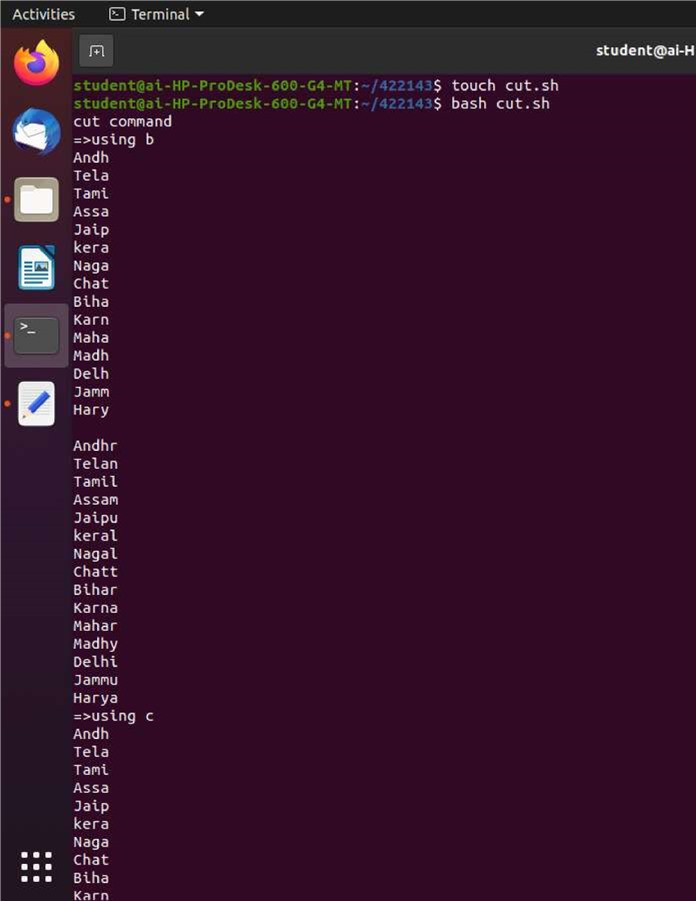 Activities
Terminal
student@ai-H
student@ai-HP-ProDesk-600-G4-MT:~/422143$ touch cut.sh
student@ai-HP-ProDesk-600-G4-MT:~/422143$ bash cut.sh
cut command
=>using b
Andh
Tela
Tami
Assa
Jaip
kera
Naga
Chat
Biha
Karn
Maha
Madh
Delh
Jamm
Hary
Andhr
Telan
Tamil
Assam
Jaipu
keral
Nagal
Chatt
Bihar
Karna
Mahar
Madhy
Delhi
Jammu
Harya
=>using c
Andh
Tela
Tami
Assa
Jaip
kera
Naga
Chat
Biha
Karn